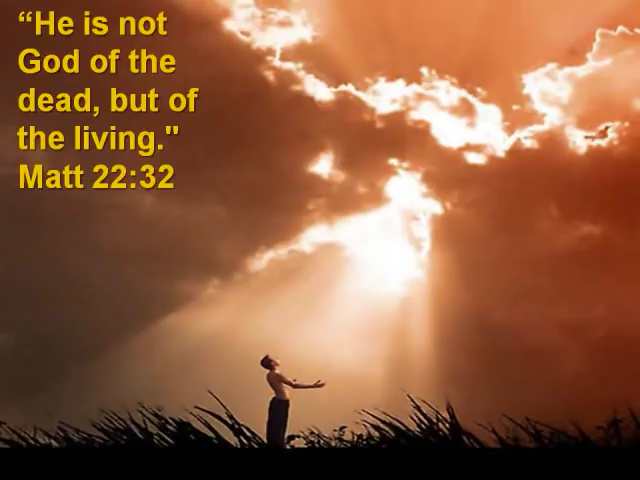 “He is not
God of the
dead, but of
the living."
Matt 22:32